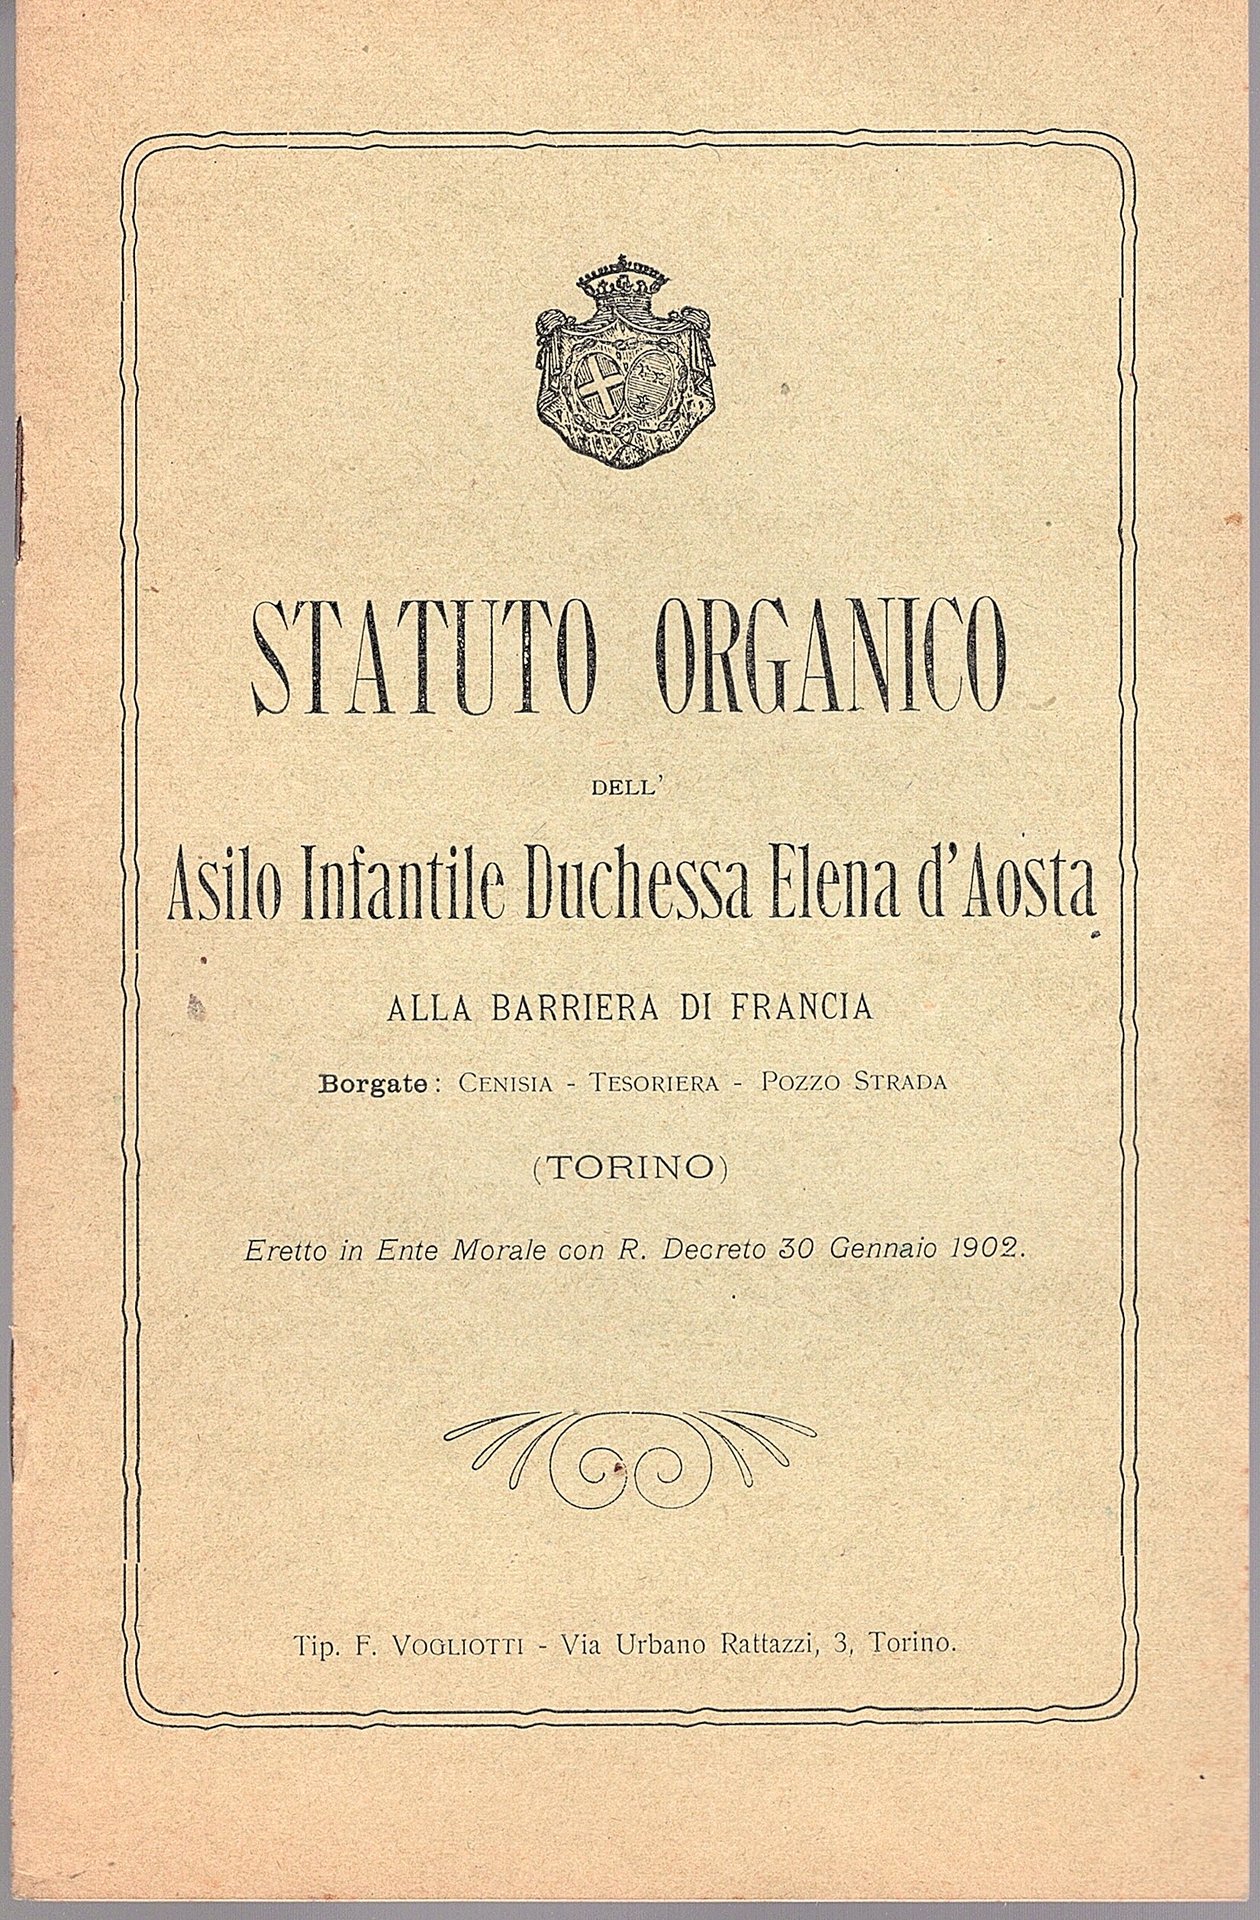 STATUTO ORGANICO
DELL'
Asilo Infantile Duchessa Elena d'Aosta
ALLA BARRIERA DI FRANCIA
Borgate: CENISIA - TESORIERA - POZZO STRADA
(TORINO)
Eretto in Ente Morale con R. Decreto 30 Gennaio 1902.
Tip. F. VOGLIOTTI - Via Urbano Rattazzi, 3, Torino.